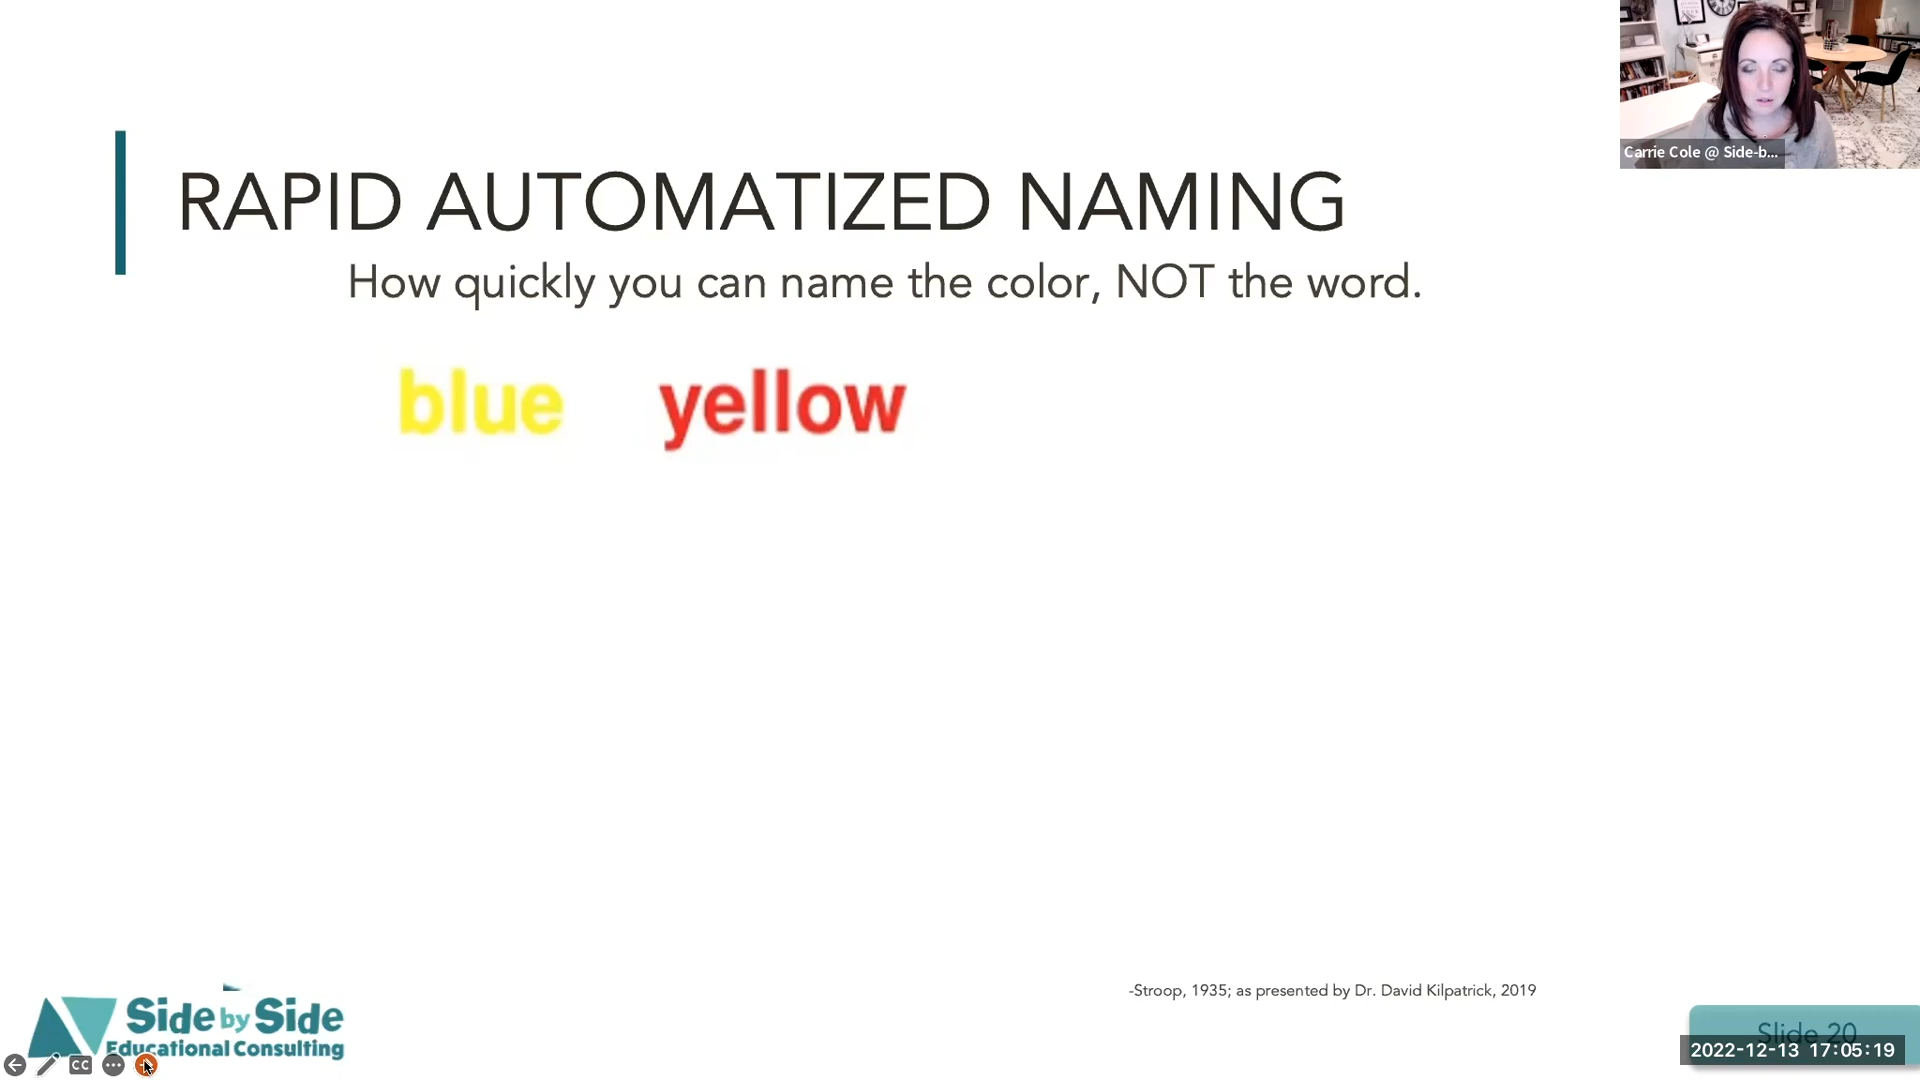 Carrie Cole @ Side-b...
RAPID AUTOMATIZED NAMING
How quickly you can name the color, NOT the word.
blue yellow
-Stroop, 1935; as presented by Dr. David Kilpatrick, 2019
Side by Side
Educational Consulting
CC
Slide 20
2022-12-13 17:05:19